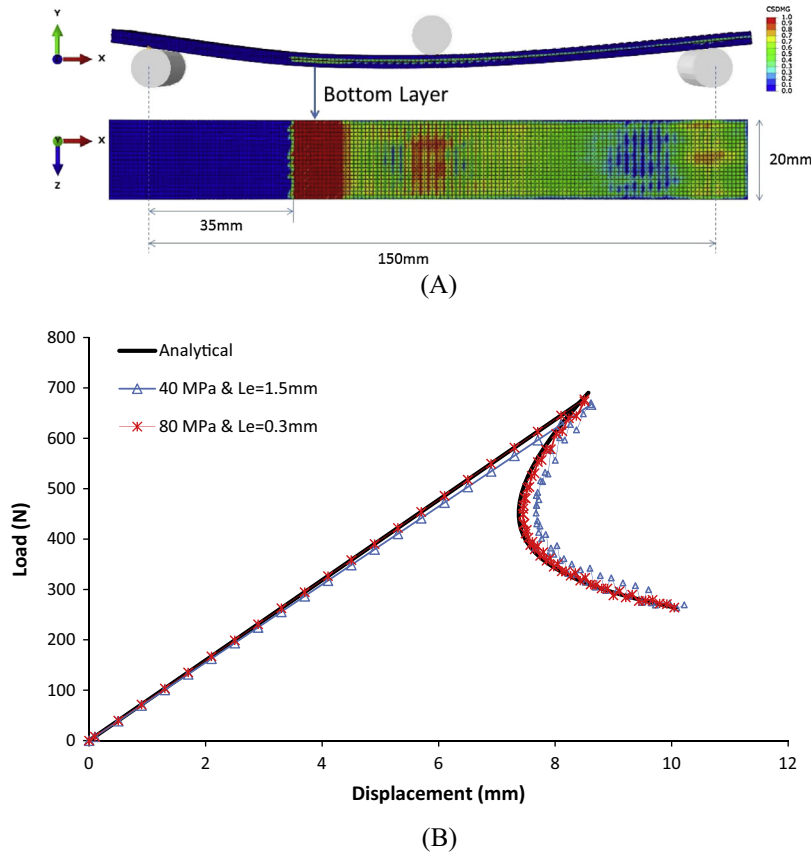 Y
X
CSDMG
1.0
0.9
0.8
0.7
0.6
0.5
0.4
0.3
0.2
0.1
0.0
Bottom Layer
Y
X
Z
20mm
35mm
150mm
(A)
800
700
600
500
400
300
200
100
0
Load (N)
Analytical
40 MPa & Le=1.5mm
80 MPa & Le=0.3mm
0 2 4 6 8 10 12
Displacement (mm)
(B)